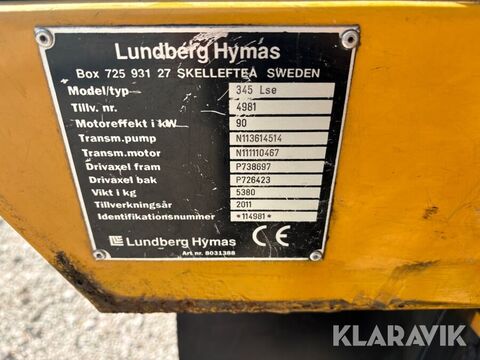 Lundberg Hymas
Box 725 931 27 SKELLEFTEÅ SWEDEN
Model/typ 345 Lse
Tillv. nr. 4981
Motoreffekt i kW 90
Transm.pump N113614514
Transm.motor N111110467
Drivaxel fram P738697
Drivaxel bak P726423
Vikt i kg 5380
Tillverkningsår 2011
Identifikationsnummer *114981*
Lundberg Hymas CE
Art nr. 8031388
KLARAVIK